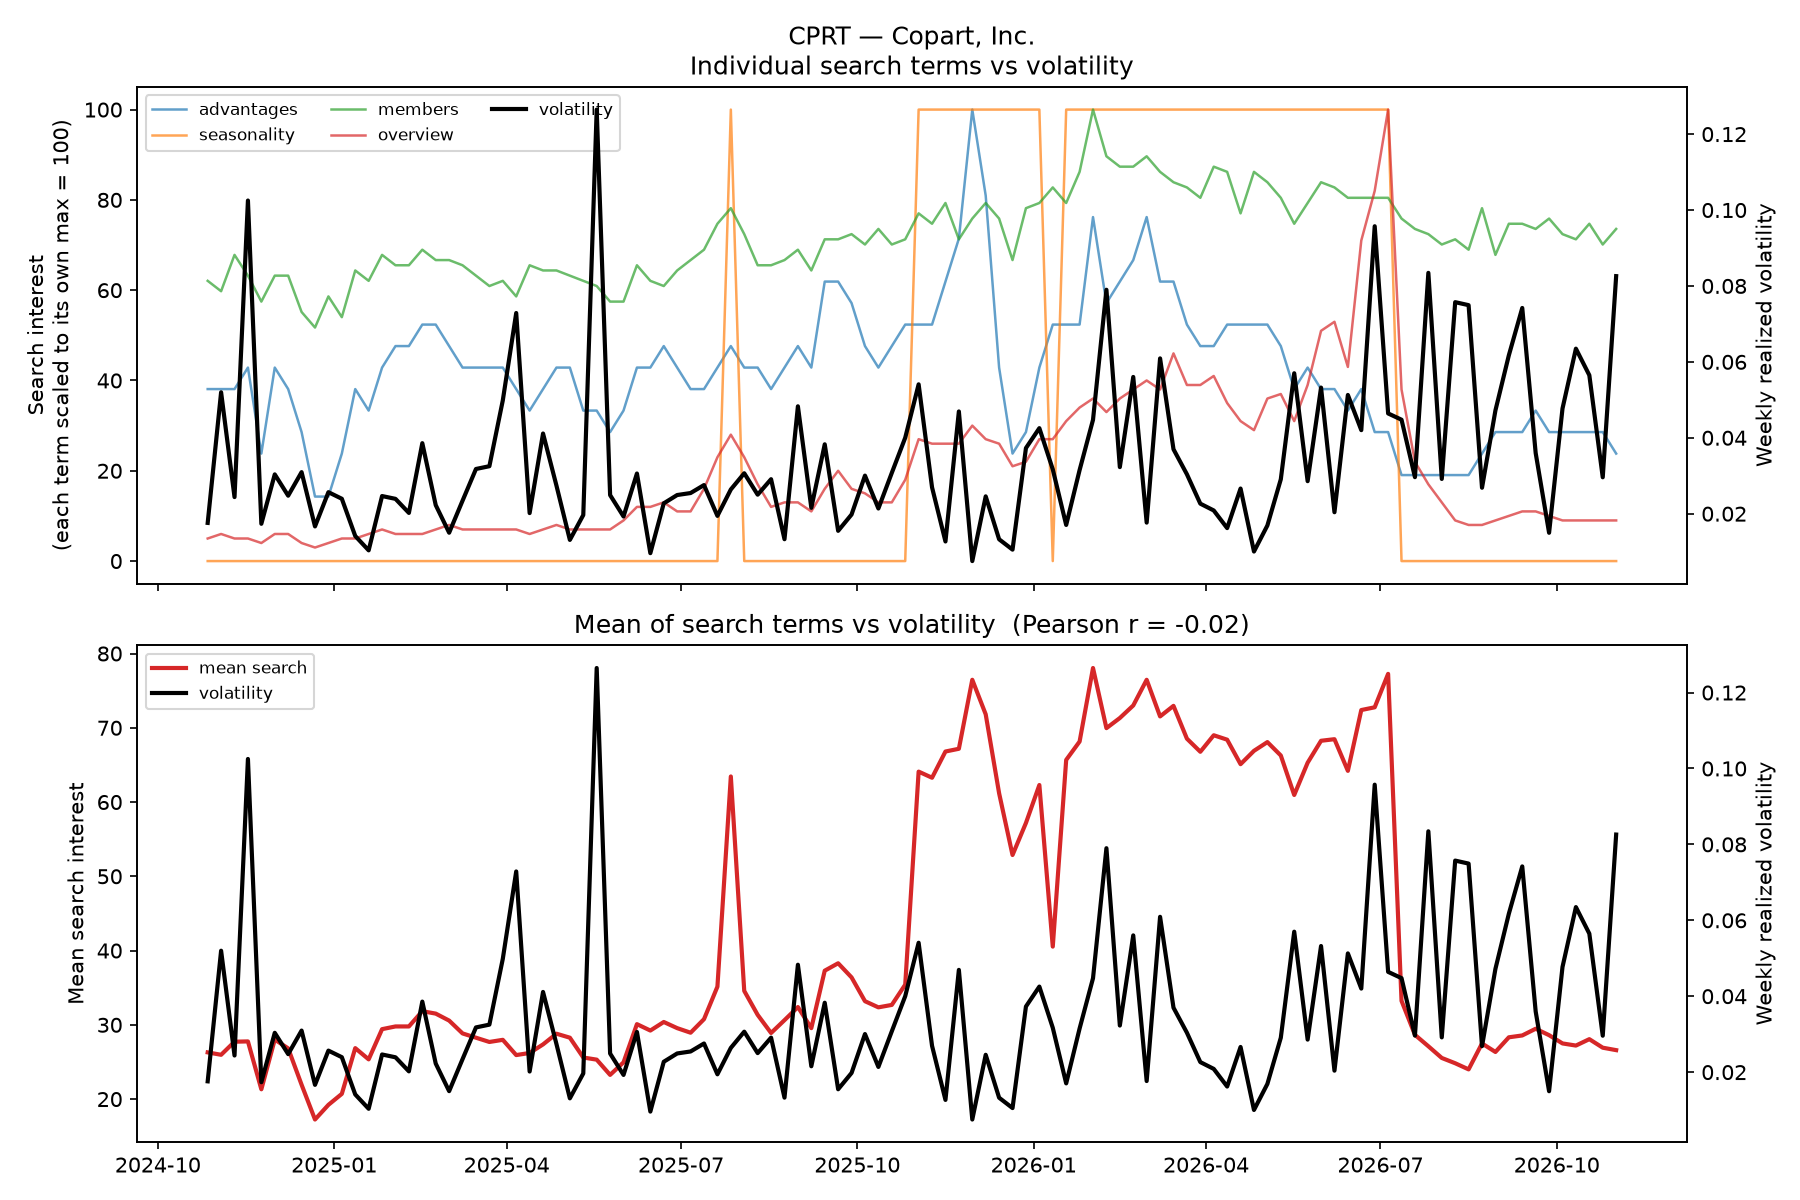 CPRT — Copart, Inc.
Individual search terms vs volatility
advantages
seasonality
members
overview
volatility
Search interest
(each term scaled to its own max = 100)
100
80
60
40
20
0
0.12
0.10
0.08
0.06
0.04
0.02
Weekly realized volatility
Mean of search terms vs volatility (Pearson r = -0.02)
mean search
volatility
Mean search interest
80
70
60
50
40
30
20
0.12
0.10
0.08
0.06
0.04
0.02
Weekly realized volatility
2024-10 2025-01 2025-04 2025-07 2025-10 2026-01 2026-04 2026-07 2026-10